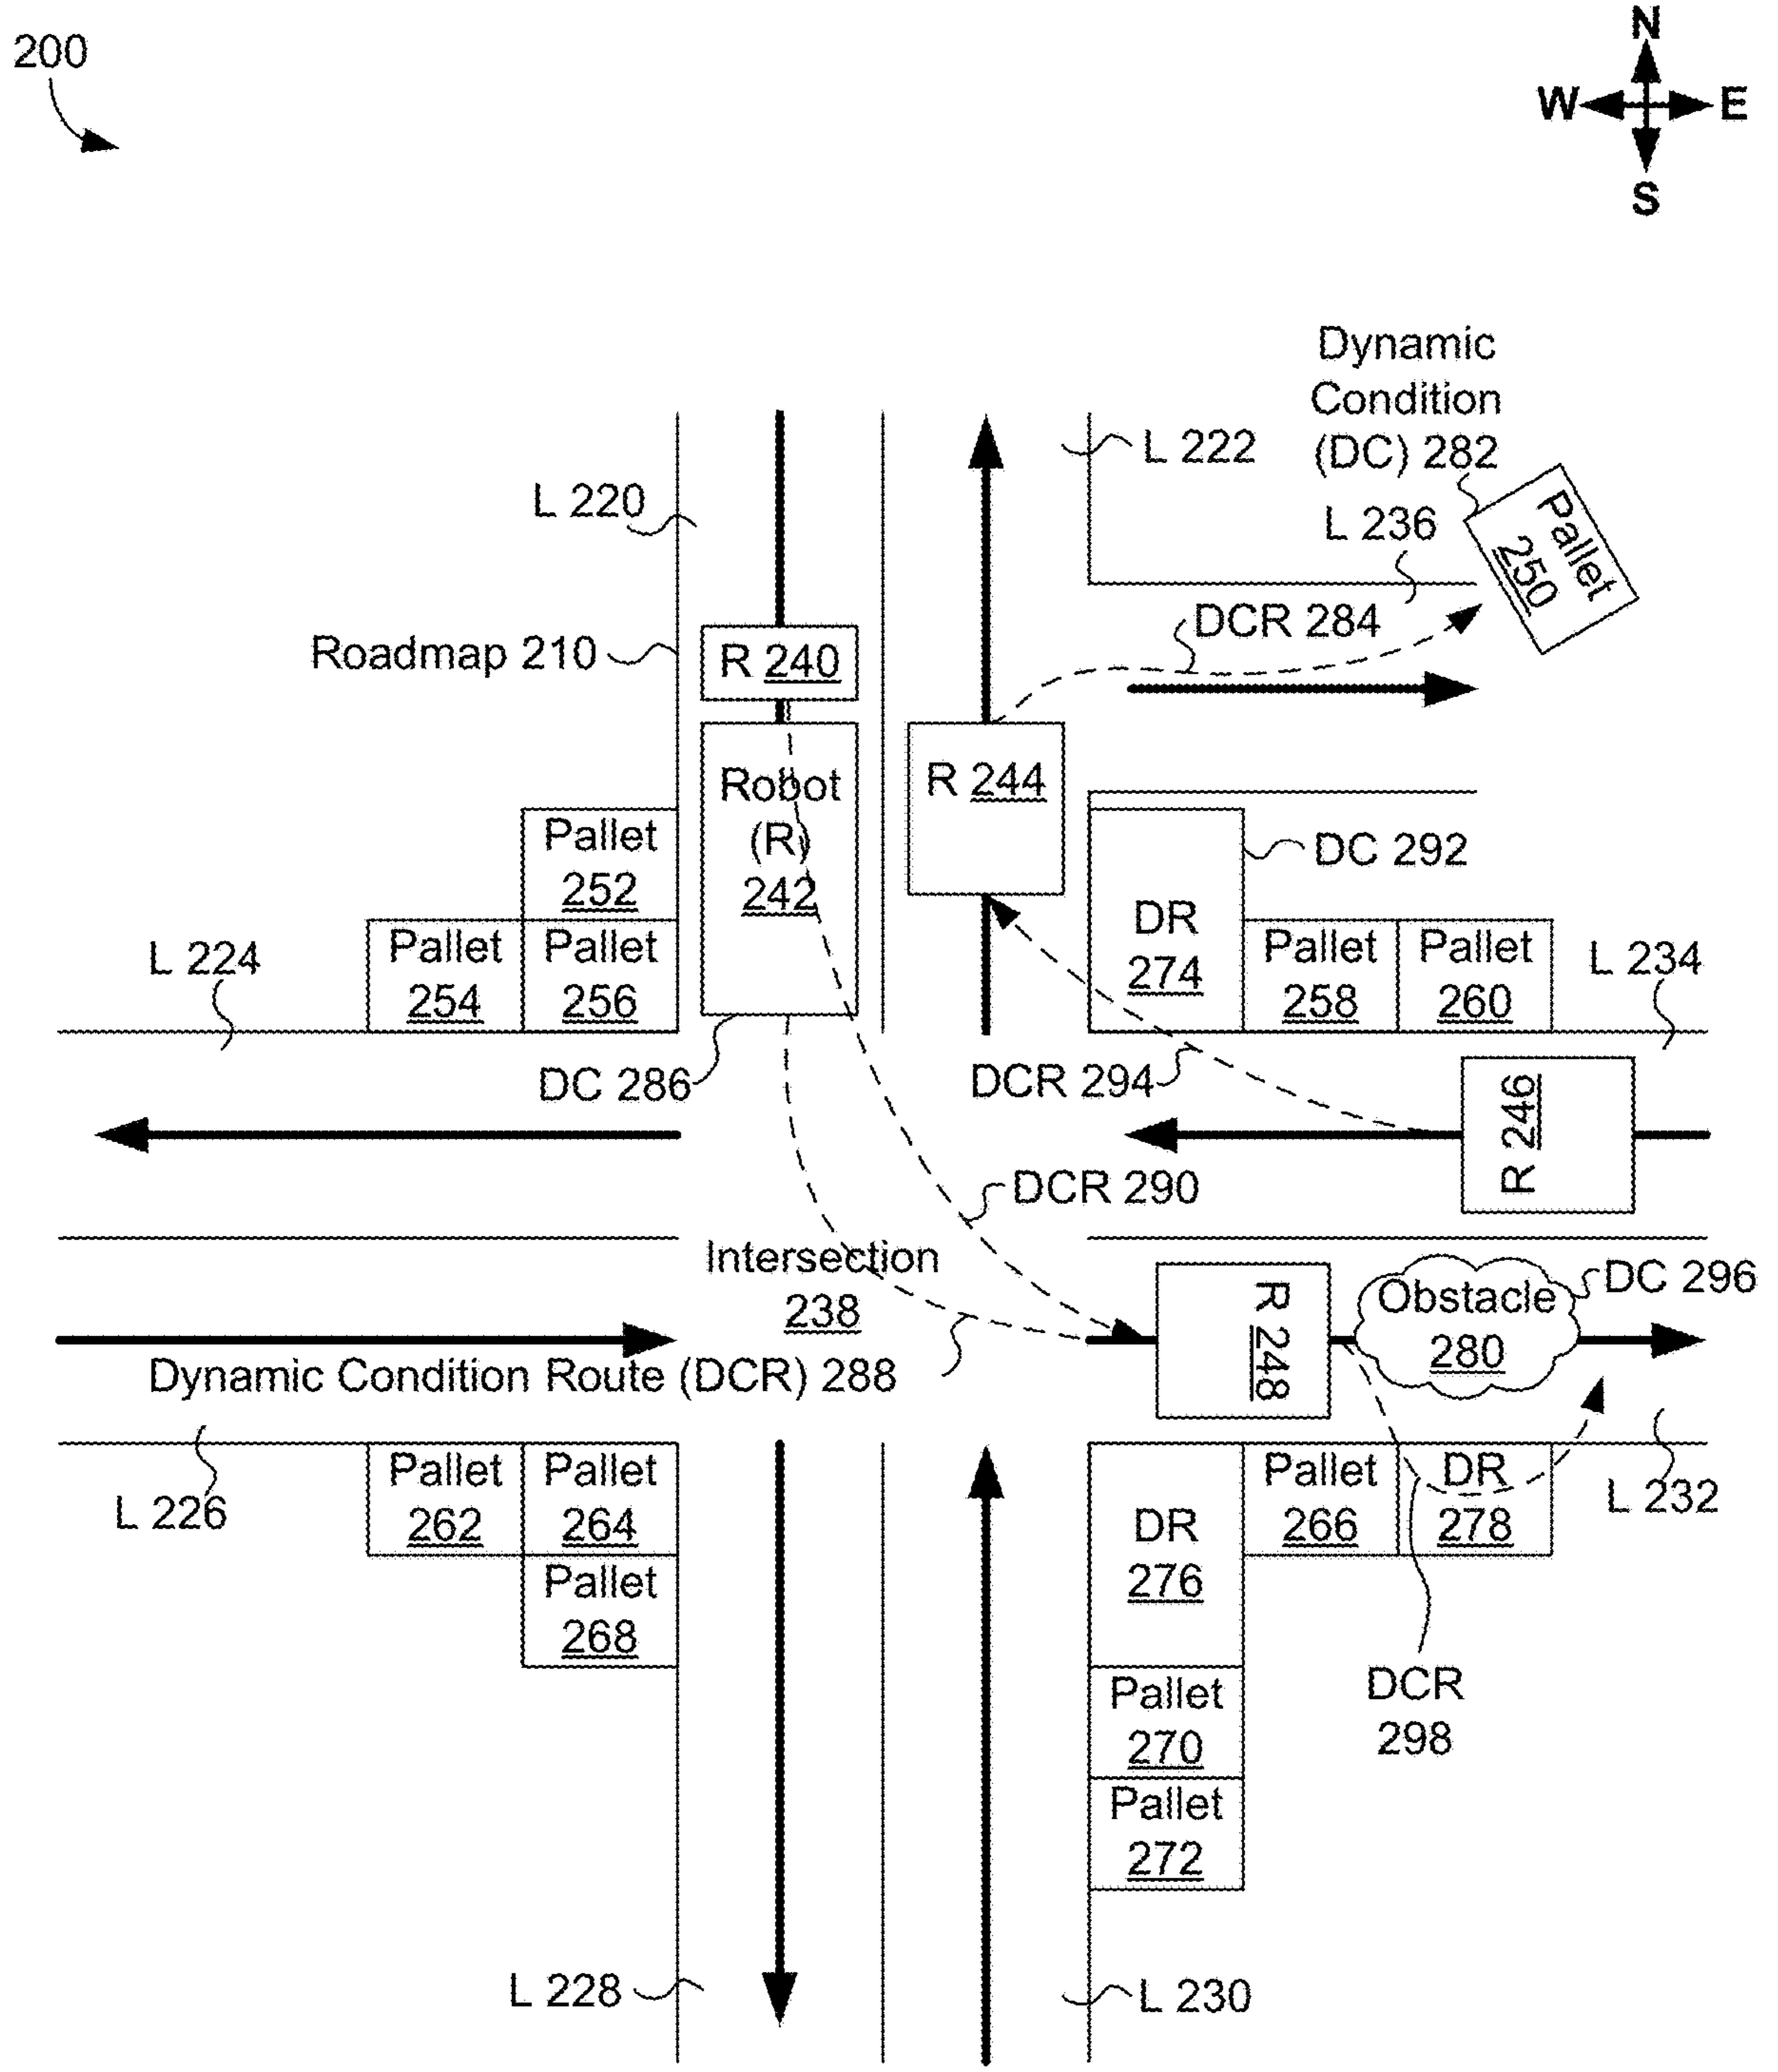 200
N
W E
S
Dynamic
Condition
(DC) 282
L 222
L 220
L 236
Pallet
250
DCR 284
Roadmap 210
R 240
Robot
(R)
242
R 244
DC 292
Pallet
252
DR
274
L 224
Pallet
254
Pallet
256
Pallet
258
Pallet
260
L 234
DC 286
DCR 294
R 246
DCR 290
Intersection
238
R 248
Obstacle
280
DC 296
Dynamic Condition Route (DCR) 288
L 226
Pallet
262
Pallet
264
DR
276
Pallet
266
DR
278
L 232
Pallet
268
DCR
298
Pallet
270
Pallet
272
L 228
L 230